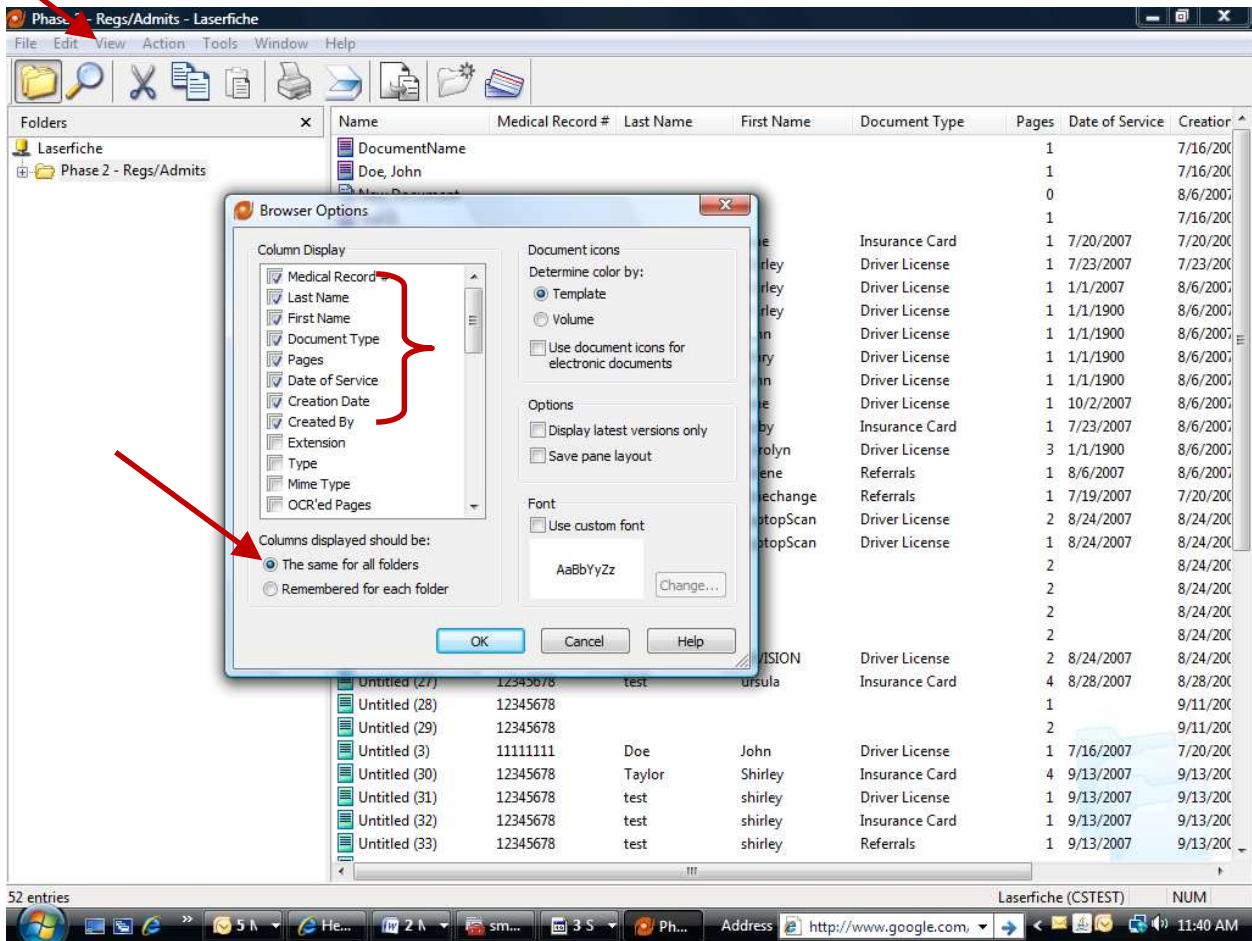 Phase 2 - Regs/Admits - Laserfiche
File Edit View Action Tools Window Help
Folders
Laserfiche
Phase 2 - Regs/Admits
Name Medical Record # Last Name First Name Document Type Pages Date of Service Creation
DocumentName 1 7/16/200
Doe, John 1 7/16/200
New Document 0 8/6/2007
1 7/16/200
Insurance Card 1 7/20/2007 7/20/200
Driver License 1 7/23/2007 7/23/200
Driver License 1 1/1/2007 8/6/2007
Driver License 1 1/1/1900 8/6/2007
Driver License 1 1/1/1900 8/6/2007
Driver License 1 1/1/1900 8/6/2007
Driver License 1 1/1/1900 8/6/2007
Driver License 1 10/2/2007 8/6/2007
Insurance Card 1 7/23/2007 8/6/2007
rolyn Driver License 3 1/1/1900 8/6/2007
ene Referrals 1 8/6/2007 8/6/2007
echange Referrals 1 7/19/2007 7/20/200
ptopScan Driver License 2 8/24/2007 8/24/200
ptopScan Driver License 1 8/24/2007 8/24/200
2 8/24/200
2 8/24/200
2 8/24/200
2 8/24/200
VISION Driver License 2 8/24/2007 8/24/200
Untitled (27) 12345678 test ursula Insurance Card 4 8/28/2007 8/28/200
Untitled (28) 12345678 1 9/11/200
Untitled (29) 12345678 2 9/11/200
Untitled (3) 11111111 Doe John Driver License 1 7/16/2007 7/20/200
Untitled (30) 12345678 Taylor Shirley Insurance Card 4 9/13/2007 9/13/200
Untitled (31) 12345678 test shirley Driver License 1 9/13/2007 9/13/200
Untitled (32) 12345678 test shirley Insurance Card 1 9/13/2007 9/13/200
Untitled (33) 12345678 test shirley Referrals 1 9/13/2007 9/13/200
Browser Options
Column Display
Medical Record #
Last Name
First Name
Document Type
Pages
Date of Service
Creation Date
Created By
Extension
Type
Mime Type
OCR'ed Pages
Columns displayed should be:
The same for all folders
Remembered for each folder
Document icons
Determine color by:
Template
Volume
Use document icons for
electronic documents
Options
Display latest versions only
Save pane layout
Font
Use custom font
AaBbYyZz
Change...
OK Cancel Help
52 entries Laserfiche (CSTEST) NUM
5 He... 2 sm... 3 S Ph... Address http://www.google.com, 11:40 AM